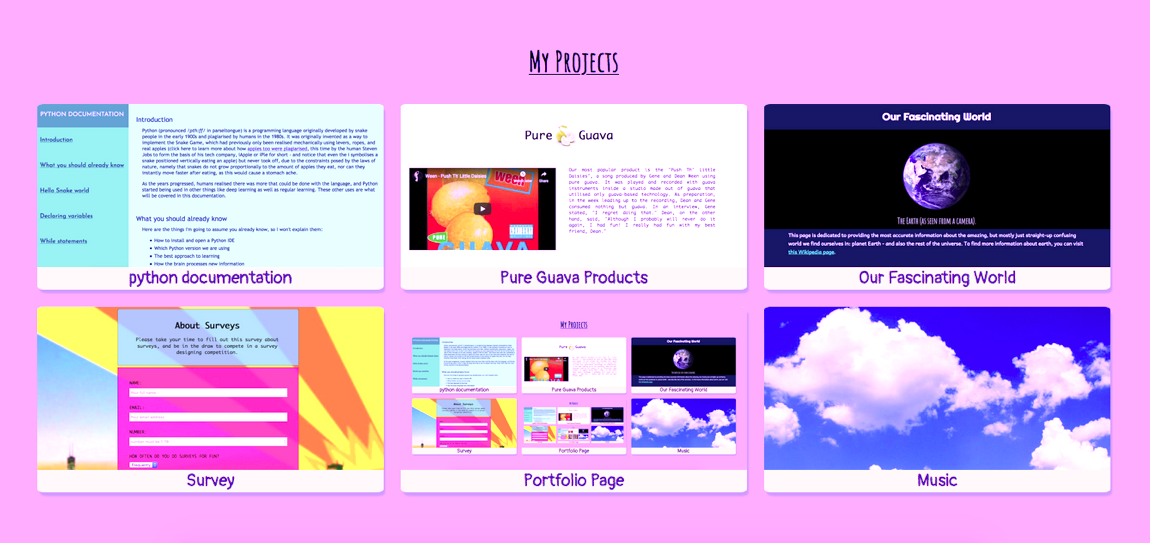 My Projects
PYTHON DOCUMENTATION
Introduction
What you should already know
Hello Snake world
Declaring variables
While statements
Introduction
Python (pronounced /pth:ff/ in parseltongue) is a programming language originally developed by snake
people in the early 1900s and plagiarised by humans in the 1980s. It was originally invented as a way to
implement the Snake Game, which had previously only been realised mechanically using levers, ropes, and
real apples (click here to learn more about how apples too were plagiarised, this time by the human Steven
Jobs to form the basis of his tech company, iApple or iPie for short - and notice that even the i symbolises a
snake positioned vertically eating an apple) but never took off, due to the constraints posed by the laws of
nature, namely that snakes do not grow proportionally to the amount of apples they eat, nor can they
instantly move faster after eating, as this would cause a stomach ache.
As the years progressed, humans realised there was more that could be done with the language, and Python
started being used in other things like deep learning as well as regular learning. These other uses are what
will be covered in this documentation.
What you should already know
Here are the things I'm going to assume you already know, so I won't explain them:
• How to install and open a Python IDE
• Which Python version we are using
• The best approach to learning
• How the brain processes new information
python documentation
Pure Guava
Ween - Push Th' Little Daisies
Share
Our most popular product is the "Push Th' Little
Daisies", a song produced by Gene and Dean Ween using
pure guava. It was played and recorded with guava
instruments inside a studio made out of guava that
utilised only guava-based technology. As preparation,
in the week leading up to the recording, Dean and Gene
consumed nothing but guava. In an interview, Gene
stated, "I regret doing that." Dean, on the other
hand, said, "Although I probably will never do it
again, I had fun! I really had fun with my best
friend, Dean."
Pure Guava Products
Our Fascinating World
The Earth (as seen from a camera).
This page is dedicated to providing the most accurate information about the amazing, but mostly just straight-up confusing
world we find ourselves in: planet Earth - and also the rest of the universe. To find more information about earth, you can visit
this Wikipedia page.
Our Fascinating World
About Surveys
Please take your time to fill out this survey about
surveys, and be in the draw to compete in a survey
designing competition.
NAME:
EMAIL:
NUMBER:
HOW OFTEN DO YOU DO SURVEYS FOR FUN?
Frequently
Survey
My Projects
python documentation
Pure Guava Products
Our Fascinating World
Survey
Portfolio Page
Music
Portfolio Page
Music